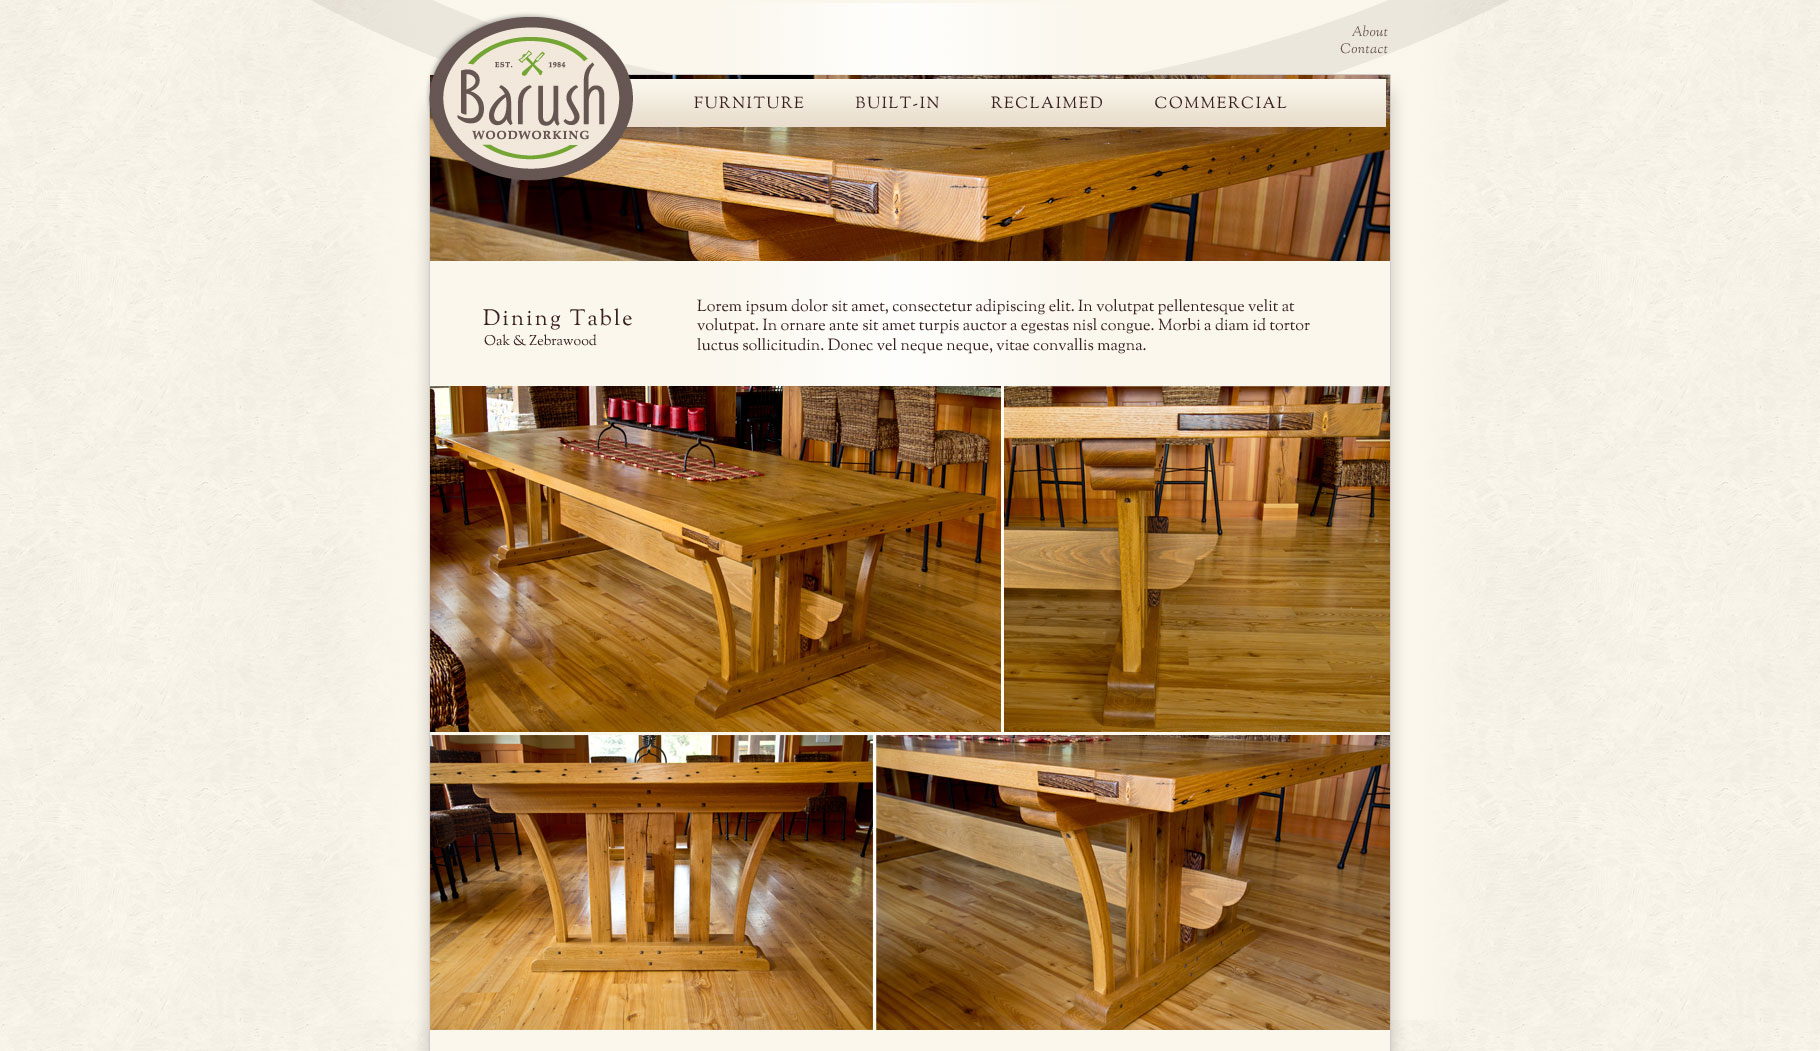 About
Contact
EST. 1984
Barush
WOODWORKING
FURNITURE BUILT-IN RECLAIMED COMMERCIAL
Dining Table
Oak & Zebrawood
Lorem ipsum dolor sit amet, consectetur adipiscing elit. In volutpat pellentesque velit at
volutpat. In ornare ante sit amet turpis auctor a egestas nisl congue. Morbi a diam id tortor
luctus sollicitudin. Donec vel neque neque, vitae convallis magna.